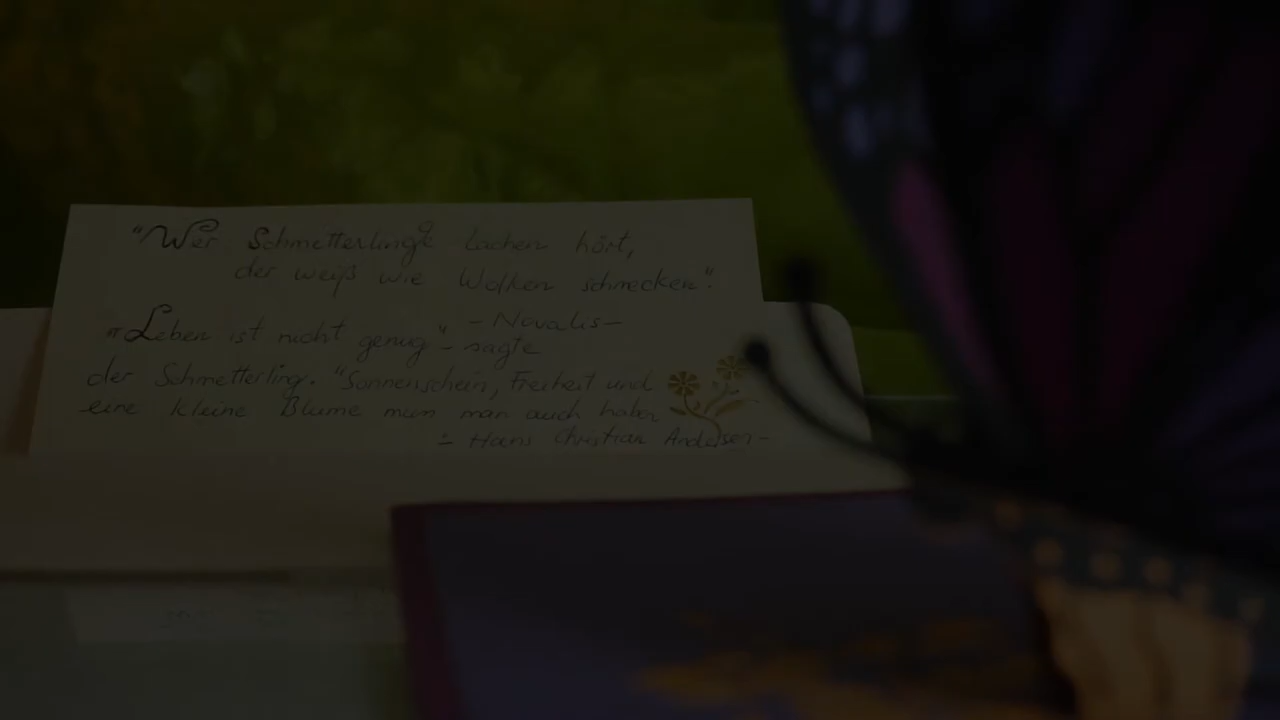 "Wer Schmetterlinge lachen hört,
der weiß wie Wolken schmecken".
- Novalis -
"Leben ist nicht genug" - sagte
der Schmetterling. "Sonnenschein, Freiheit und
eine kleine Blume muss man auch haben
- Hans Christian Andersen -